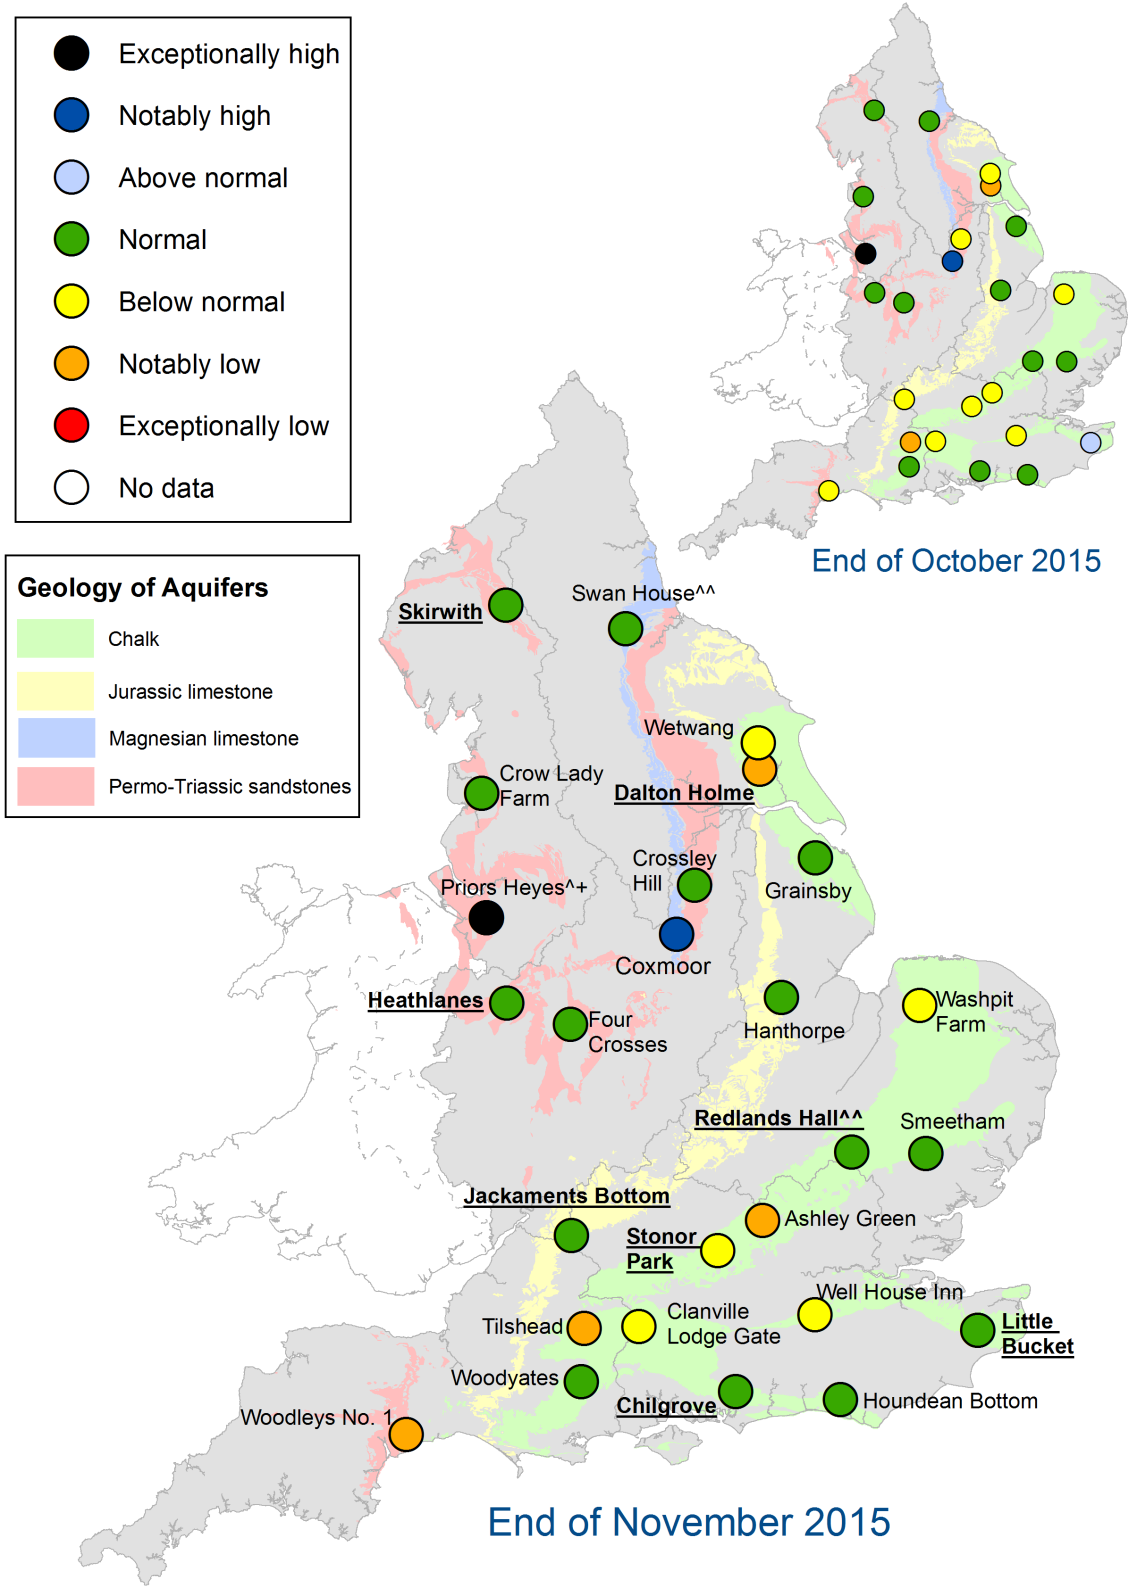 Exceptionally high
Notably high
Above normal
Normal
Below normal
Notably low
Exceptionally low
No data
End of October 2015
Geology of Aquifers
Chalk
Jurassic limestone
Magnesian limestone
Permo-Triassic sandstones
Swan House^^
Skirwith
Wetwang
Crow Lady
Farm
Dalton Holme
Crossley
Hill
Priors Heyes^+
Grainsby
Coxmoor
Heathlanes
Washpit
Farm
Four
Crosses
Hanthorpe
Redlands Hall^^
Smeetham
Jackaments Bottom
Ashley Green
Stonor
Park
Well House Inn
Clanville
Lodge Gate
Tilshead
Little
Bucket
Woodyates
Chilgrove
Houndean Bottom
Woodleys No. 1
End of November 2015